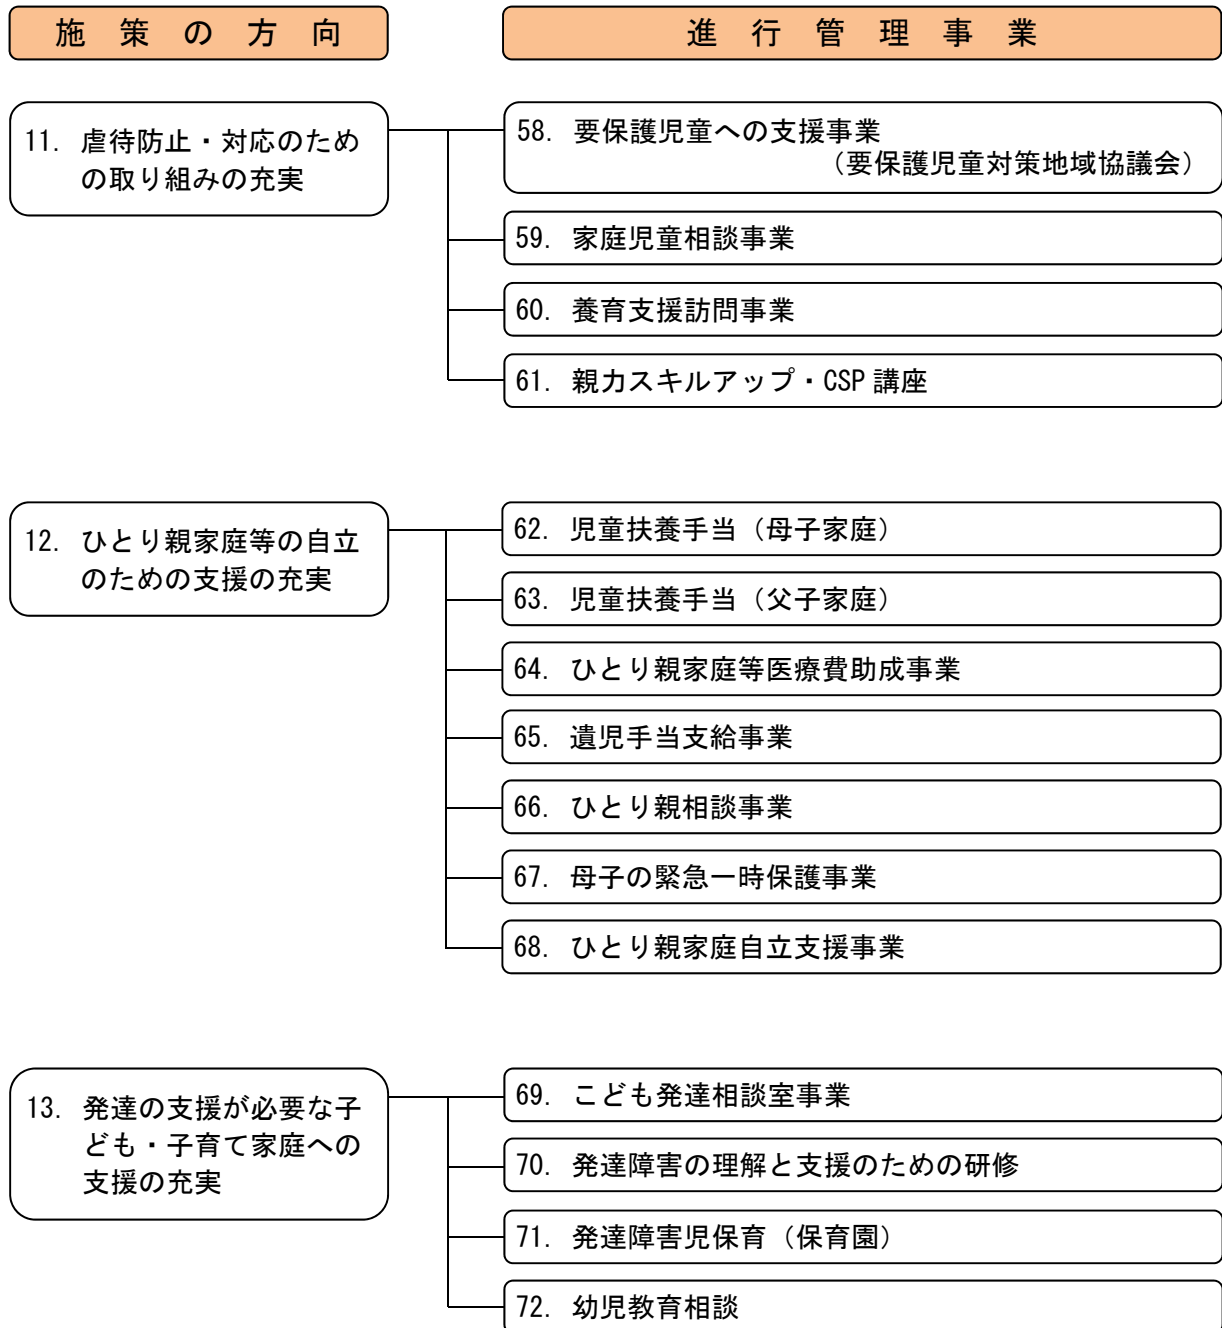 施策の方向
進行管理事業
11. 虐待防止・対応のため
の取り組みの充実
58. 要保護児童への支援事業
（要保護児童対策地域協議会）
59. 家庭児童相談事業
60. 養育支援訪問事業
61. 親力スキルアップ・CSP講座
12. ひとり親家庭等の自立
のための支援の充実
62. 児童扶養手当（母子家庭）
63. 児童扶養手当（父子家庭）
64. ひとり親家庭等医療費助成事業
65. 遺児手当支給事業
66. ひとり親相談事業
67. 母子の緊急一時保護事業
68. ひとり親家庭自立支援事業
13. 発達の支援が必要な子
ども・子育て家庭への
支援の充実
69. こども発達相談室事業
70. 発達障害の理解と支援のための研修
71. 発達障害児保育（保育園）
72. 幼児教育相談